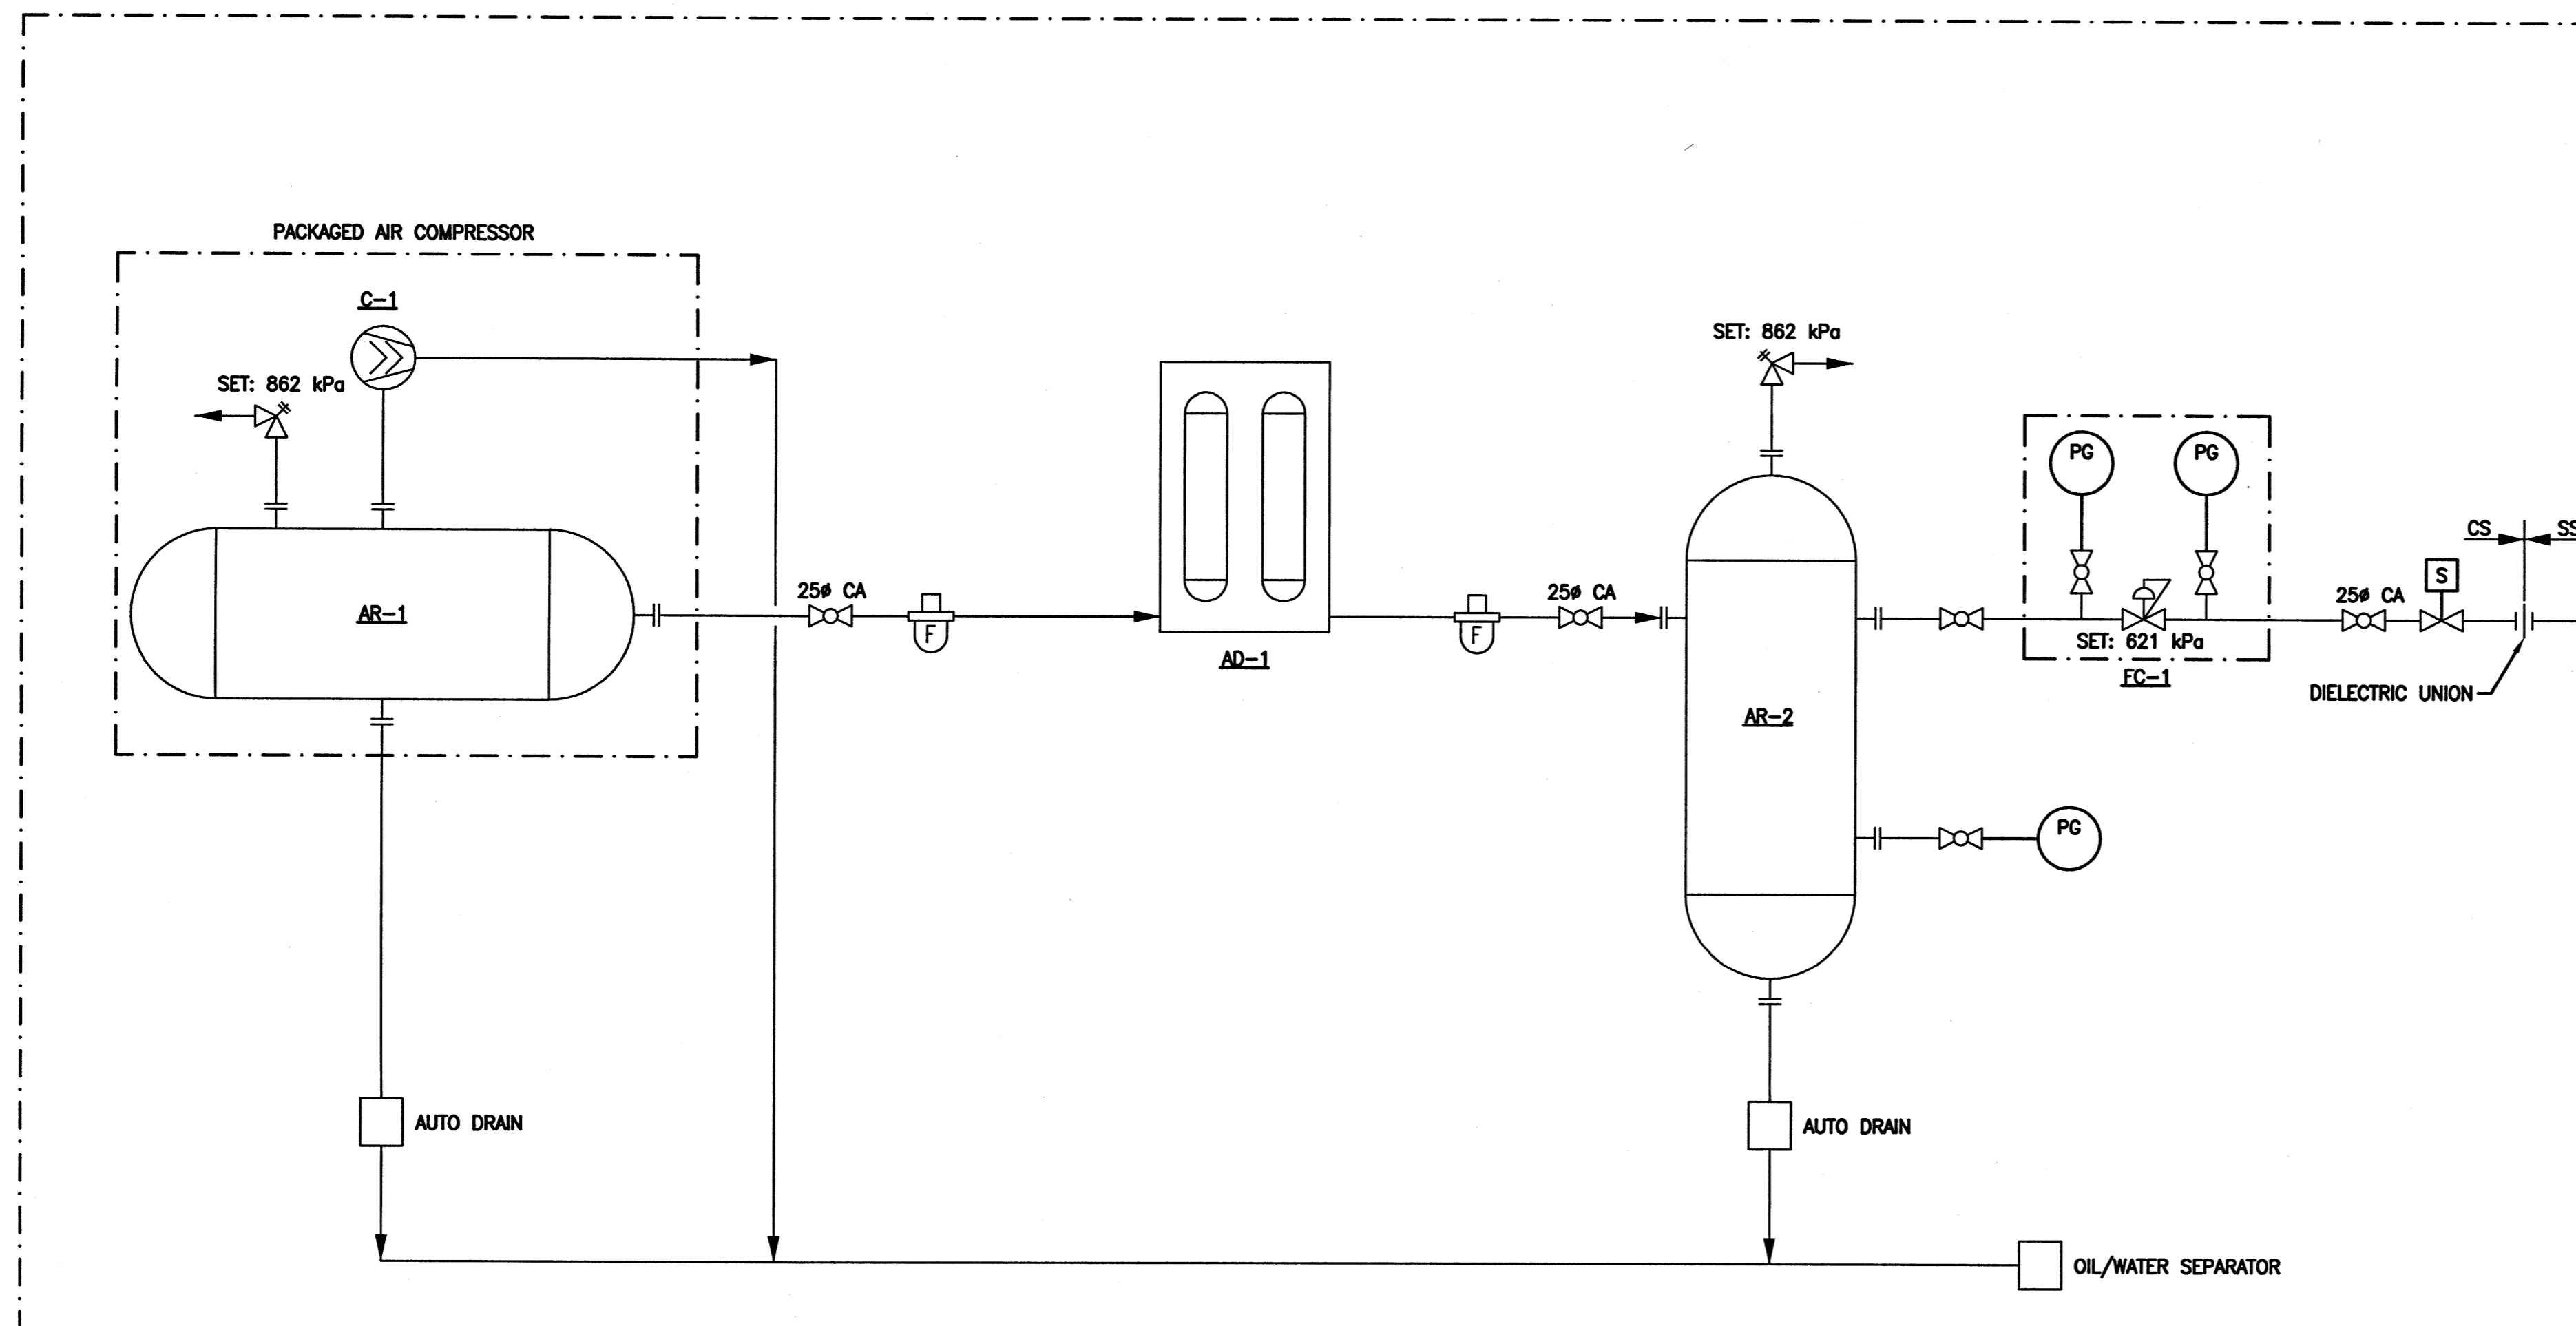 PACKAGED AIR COMPRESSOR
C-1
SET: 862 kPa
SET: 862 kPa
PG
PG
CS
SS
25ø CA
25ø CA
S
25ø CA
AR-1
F
F
SET: 621 kPa
AD-1
FC-1
DIELECTRIC UNION
AR-2
PG
AUTO DRAIN
AUTO DRAIN
OIL/WATER SEPARATOR